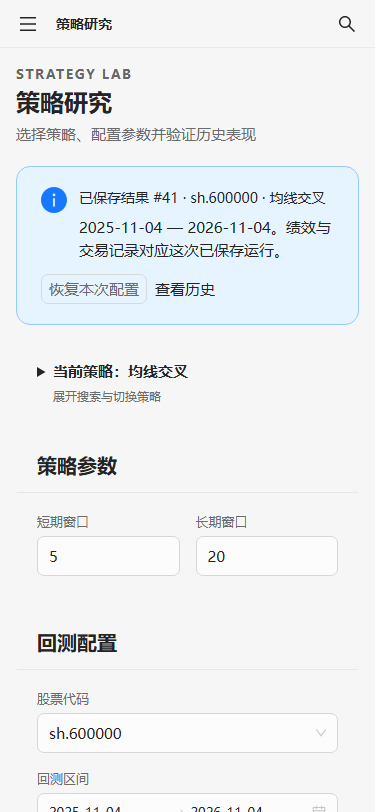 策略研究
STRATEGY LAB
策略研究
选择策略、配置参数并验证历史表现
已保存结果 #41 · sh.600000 · 均线交叉
2025-11-04 — 2026-11-04。绩效与
交易记录对应这次已保存运行。
恢复本次配置 查看历史
当前策略：均线交叉
展开搜索与切换策略
策略参数
短期窗口 长期窗口
5 20
回测配置
股票代码
sh.600000
回测区间
2025-11-04 2026-11-04